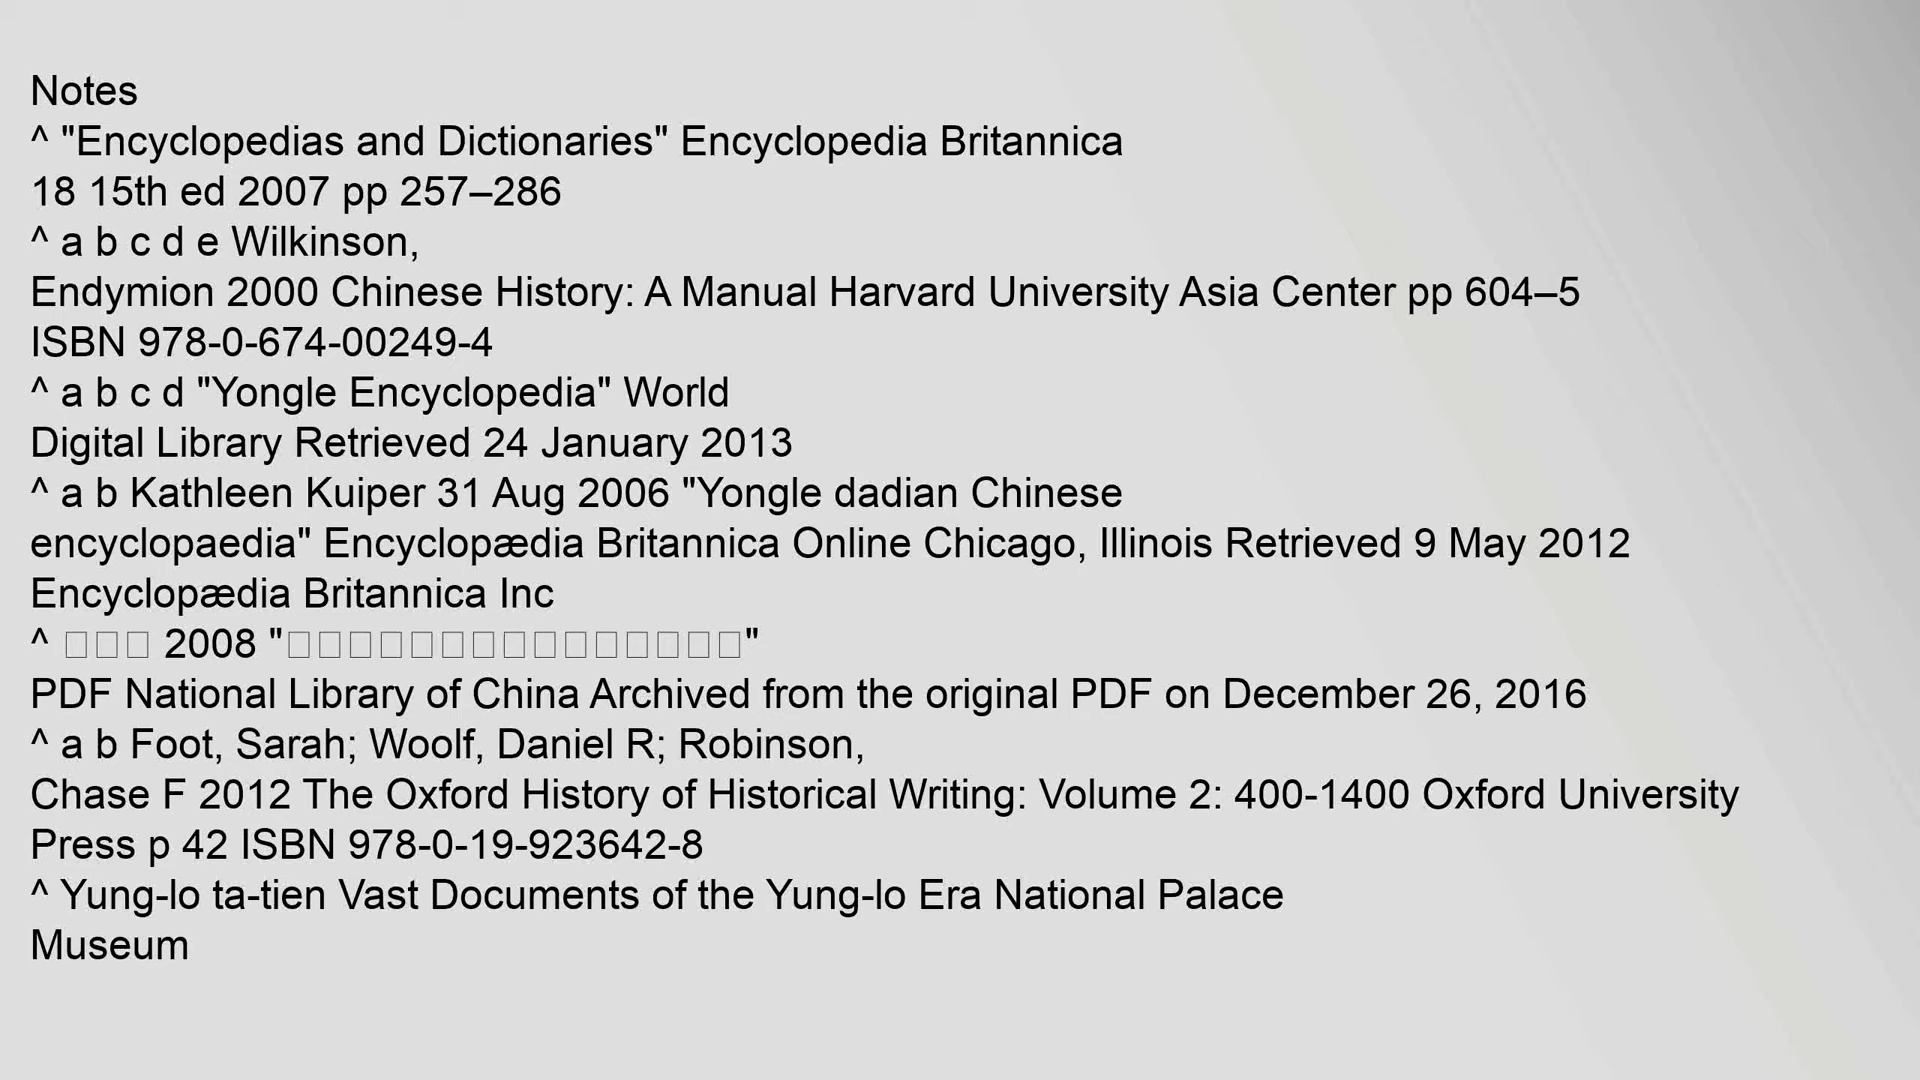 Notes
^ "Encyclopedias and Dictionaries" Encyclopedia Britannica
18 15th ed 2007 pp 257–286
^ a b c d e Wilkinson,
Endymion 2000 Chinese History: A Manual Harvard University Asia Center pp 604–5
ISBN 978-0-674-00249-4
^ a b c d "Yongle Encyclopedia" World
Digital Library Retrieved 24 January 2013
^ a b Kathleen Kuiper 31 Aug 2006 "Yongle dadian Chinese
encyclopaedia" Encyclopædia Britannica Online Chicago, Illinois Retrieved 9 May 2012
Encyclopædia Britannica Inc
^ 2008 ""
PDF National Library of China Archived from the original PDF on December 26, 2016
^ a b Foot, Sarah; Woolf, Daniel R; Robinson,
Chase F 2012 The Oxford History of Historical Writing: Volume 2: 400-1400 Oxford University
Press p 42 ISBN 978-0-19-923642-8
^ Yung-lo ta-tien Vast Documents of the Yung-lo Era National Palace
Museum